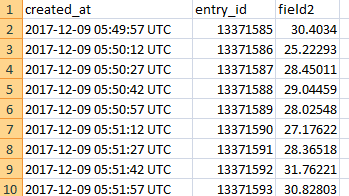 1 created_at entry_id field2
2 2017-12-09 05:49:57 UTC 13371585 30.4034
3 2017-12-09 05:50:12 UTC 13371586 25.22293
4 2017-12-09 05:50:27 UTC 13371587 28.45011
5 2017-12-09 05:50:42 UTC 13371588 29.04459
6 2017-12-09 05:50:57 UTC 13371589 28.02548
7 2017-12-09 05:51:12 UTC 13371590 27.17622
8 2017-12-09 05:51:27 UTC 13371591 28.36518
9 2017-12-09 05:51:42 UTC 13371592 31.76221
10 2017-12-09 05:51:57 UTC 13371593 30.82803